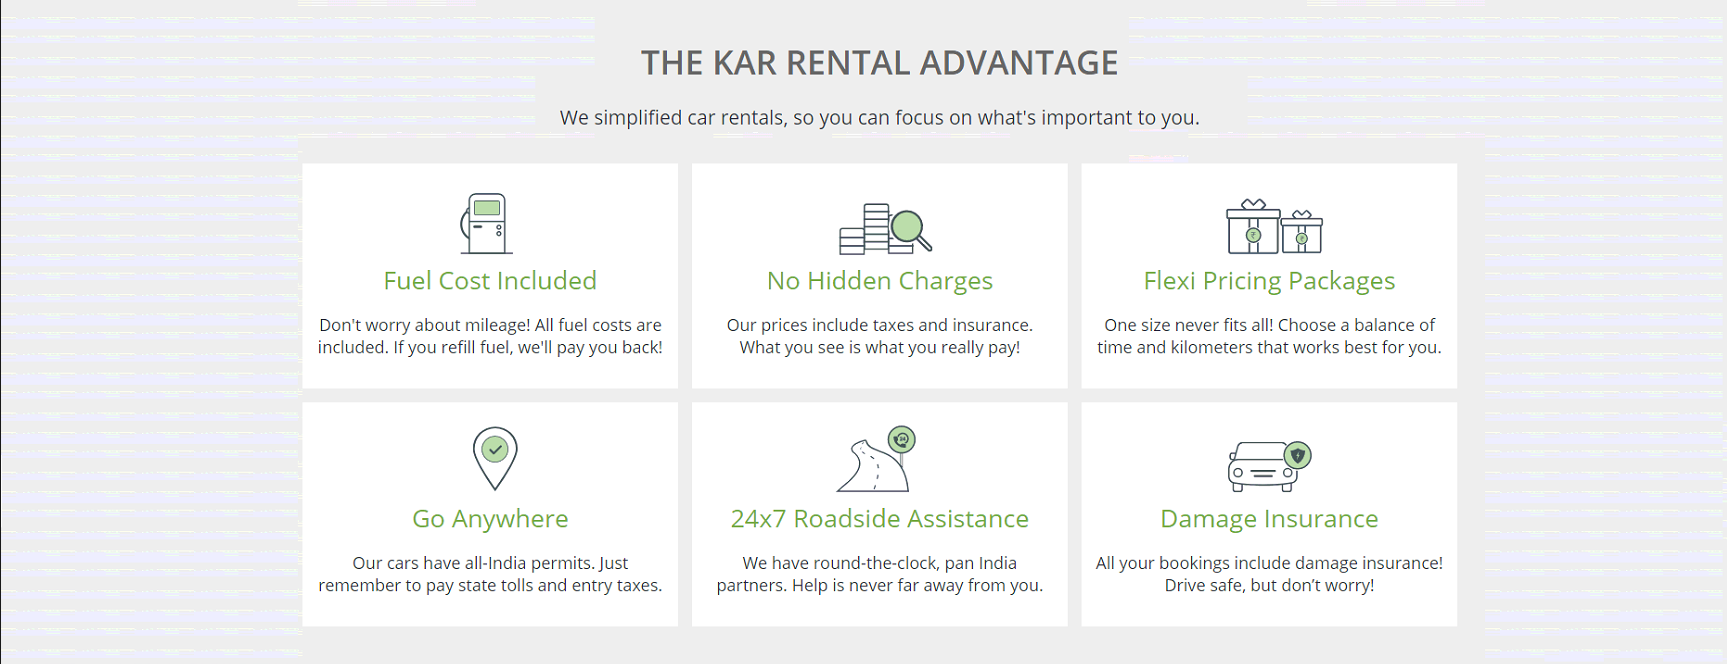 THE KAR RENTAL ADVANTAGE
We simplified car rentals, so you can focus on what's important to you.
Fuel Cost Included
Don't worry about mileage! All fuel costs are
included. If you refill fuel, we'll pay you back!
No Hidden Charges
Our prices include taxes and insurance.
What you see is what you really pay!
₹
₹
Flexi Pricing Packages
One size never fits all! Choose a balance of
time and kilometers that works best for you.
Go Anywhere
Our cars have all-India permits. Just
remember to pay state tolls and entry taxes.
24
24x7 Roadside Assistance
We have round-the-clock, pan India
partners. Help is never far away from you.
Damage Insurance
All your bookings include damage insurance!
Drive safe, but don’t worry!